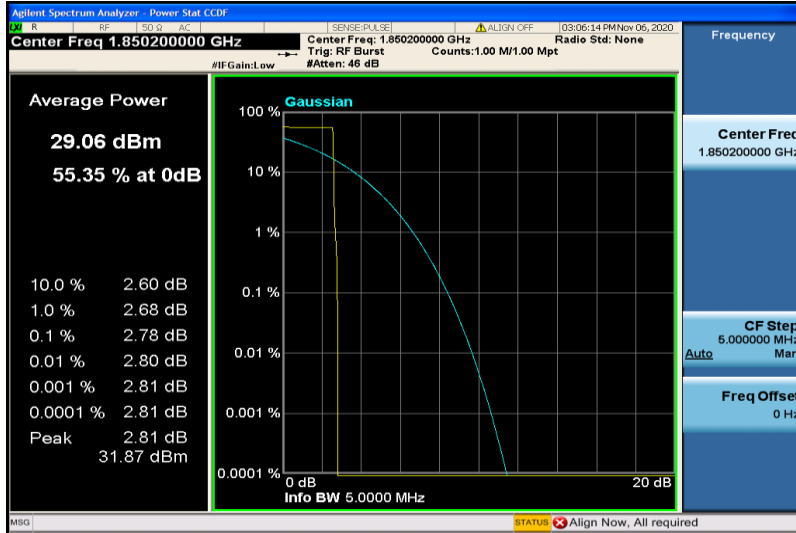 Agilent Spectrum Analyzer - Power Stat CCDF
LXI R RF 50 Ω AC SENSE:PULSE ALIGN OFF 03:06:14 PM Nov 06, 2020
Center Freq 1.850200000 GHz
Center Freq: 1.850200000 GHz Radio Std: None
Trig: RF Burst Counts:1.00 M/1.00 Mpt
#IFGain:Low #Atten: 46 dB
Average Power
29.06 dBm
55.35 % at 0dB
10.0 % 2.60 dB
1.0 % 2.68 dB
0.1 % 2.78 dB
0.01 % 2.80 dB
0.001 % 2.81 dB
0.0001 % 2.81 dB
Peak 2.81 dB
31.87 dBm
Gaussian
100 %
10 %
1 %
0.1 %
0.01 %
0.001 %
0.0001 %
0 dB 20 dB
Info BW 5.0000 MHz
Frequency
Center Freq
1.850200000 GHz
CF Step
5.000000 MHz
Auto Man
Freq Offset
0 Hz
MSG STATUS Align Now, All required